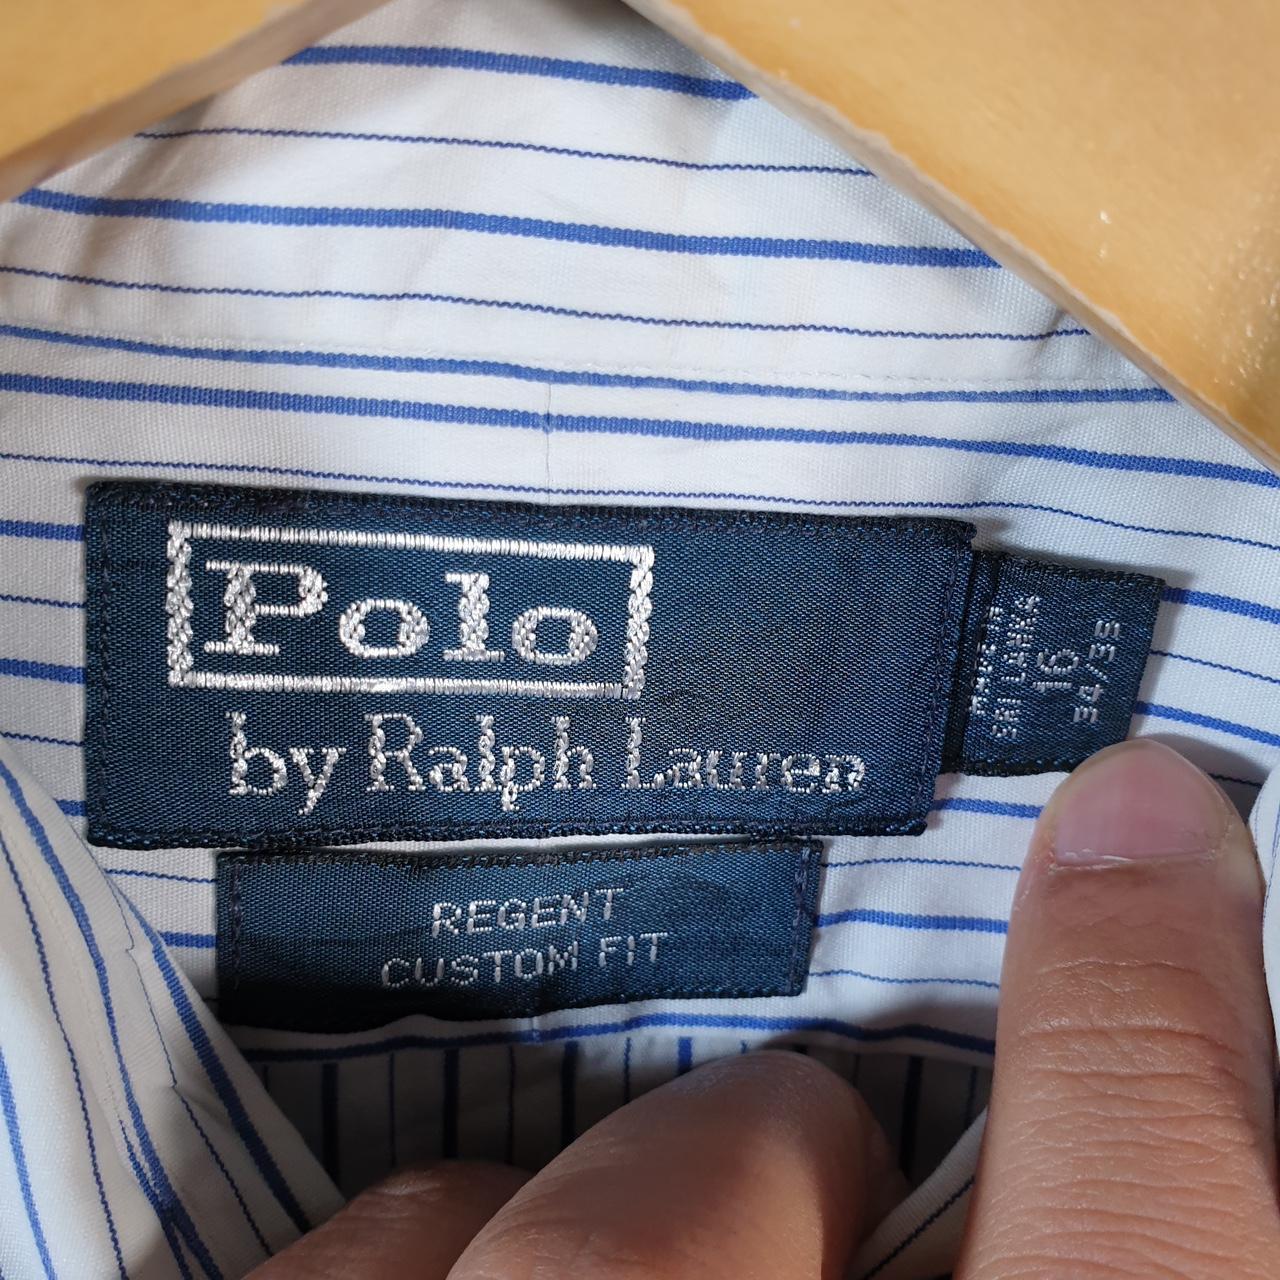 Polo
by Ralph Lauren
SRI LANKA
16
34/35
REGENT
CUSTOM FIT